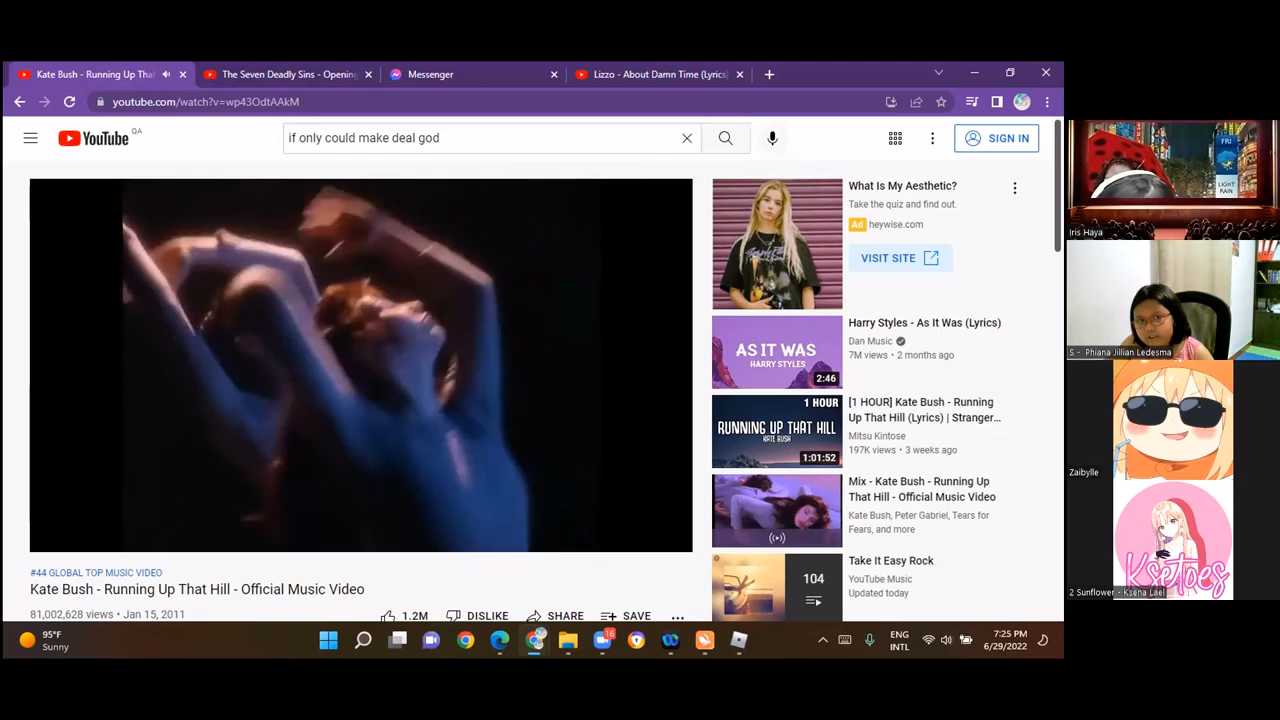 Kate Bush - Running Up That
The Seven Deadly Sins - Opening
Messenger
Lizzo - About Damn Time (Lyrics)
youtube.com/watch?v=wp43OdtAAkM
YouTube QA
if only could make deal god
SIGN IN
What Is My Aesthetic?
Take the quiz and find out.
Ad heywise.com
VISIT SITE
AS IT WAS
HARRY STYLES
2:46
Harry Styles - As It Was (Lyrics)
Dan Music
7M views • 2 months ago
1 HOUR
RUNNING UP THAT HILL
KATE BUSH
1:01:52
[1 HOUR] Kate Bush - Running
Up That Hill (Lyrics) | Stranger...
Mitsu Kintose
197K views • 3 weeks ago
Mix - Kate Bush - Running Up
That Hill - Official Music Video
Kate Bush, Peter Gabriel, Tears for
Fears, and more
104
Take It Easy Rock
YouTube Music
Updated today
#44 GLOBAL TOP MUSIC VIDEO
Kate Bush - Running Up That Hill - Official Music Video
81,002,628 views • Jan 15, 2011
1.2M
DISLIKE
SHARE
SAVE
95°F
Sunny
16
ENG
INTL
7:25 PM
6/29/2022
FRI
LIGHT
RAIN
Iris Haya
S - Phiana Jillian Ledesma
Zaibylle
Ksetoes
2 Sunflower - Ksena Lael